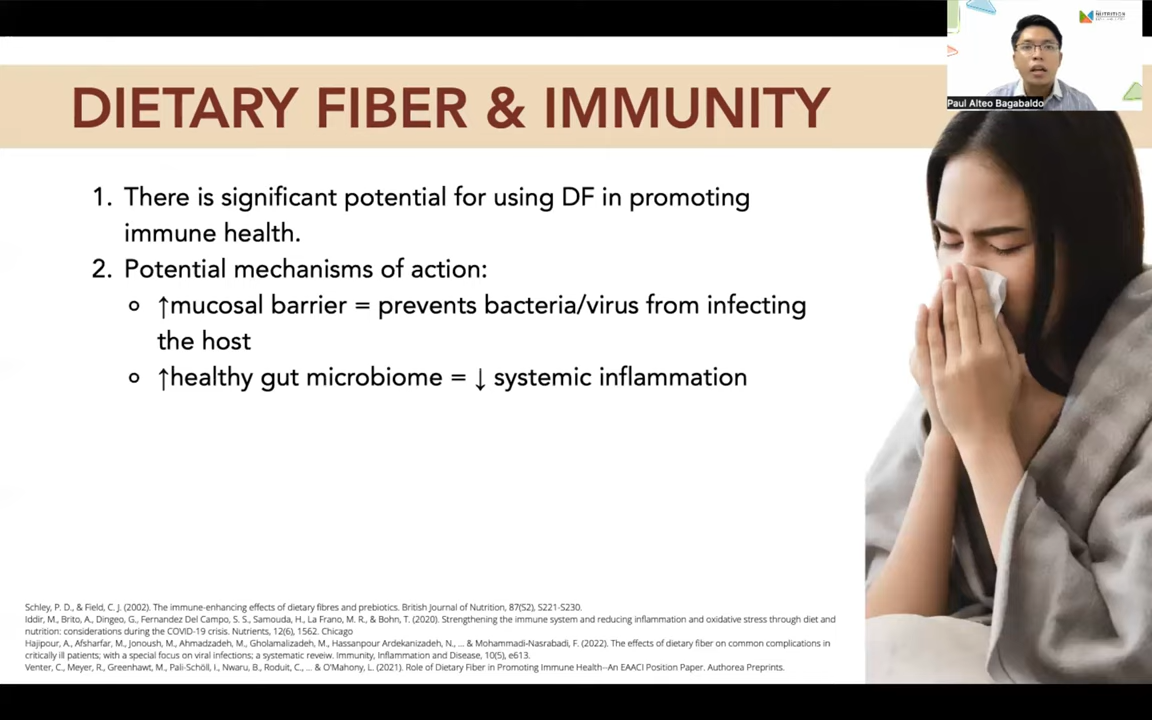 NUTRITION
Paul Alteo Bagabaldo
DIETARY FIBER & IMMUNITY
1. There is significant potential for using DF in promoting
immune health.
2. Potential mechanisms of action:
↑mucosal barrier = prevents bacteria/virus from infecting
the host
↑healthy gut microbiome = ↓ systemic inflammation
Schley, P. D., & Field, C. J. (2002). The immune-enhancing effects of dietary fibres and prebiotics. British Journal of Nutrition, 87(S2), S221-S230.
Iddir, M., Brito, A., Dingeo, G., Fernandez Del Campo, S. S., Samouda, H., La Frano, M. R., & Bohn, T. (2020). Strengthening the immune system and reducing inflammation and oxidative stress through diet and
nutrition: considerations during the COVID-19 crisis. Nutrients, 12(6), 1562. Chicago
Hajipour, A., Afsharfar, M., Jonoush, M., Ahmadzadeh, M., Gholamalizadeh, M., Hassanpour Ardekanizadeh, N., ... & Mohammadi-Nasrabadi, F. (2022). The effects of dietary fiber on common complications in
critically ill patients; with a special focus on viral infections; a systematic reveiw. Immunity, Inflammation and Disease, 10(5), e613.
Venter, C., Meyer, R., Greenhawt, M., Pali-Schöll, I., Nwaru, B., Roduit, C., ... & O'Mahony, L. (2021). Role of Dietary Fiber in Promoting Immune Health--An EAACI Position Paper. Authorea Preprints.